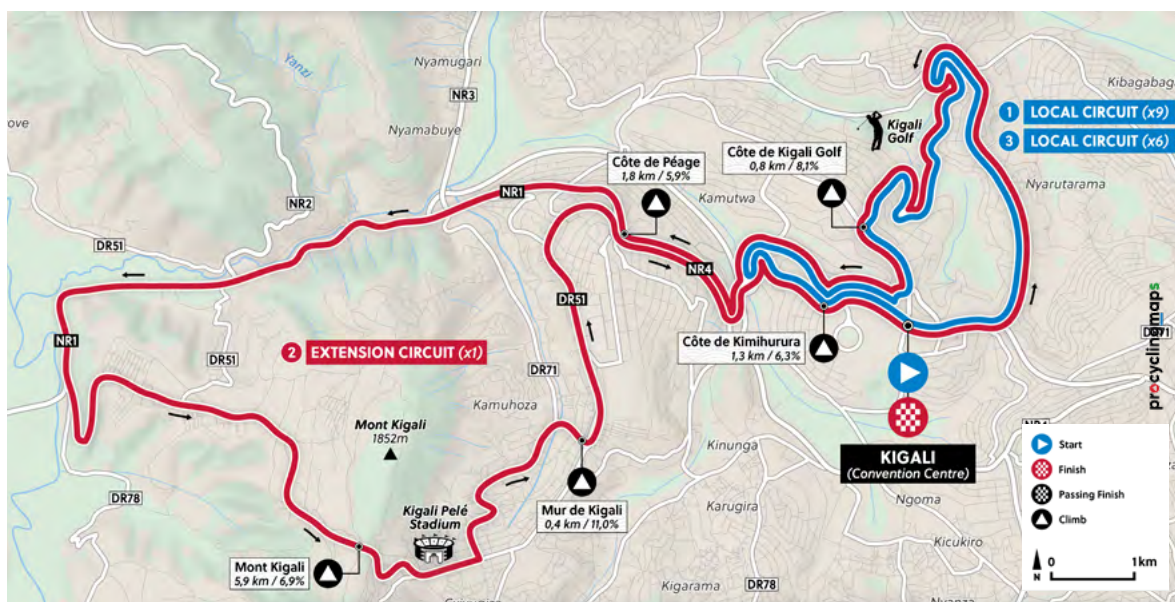 Nyamugari
Yanzi
NR3
Nyamabuye
Kibagabag
Kigali
Golf
1 LOCAL CIRCUIT (x9)
3 LOCAL CIRCUIT (x6)
Côte de Péage
1,8 km / 5,9%
Côte de Kigali Golf
0,8 km / 8,1%
NR1
NR2
Kamutwa
Nyarutarama
DR51
NR4
DR51
NR1
DR51
2 EXTENSION CIRCUIT (x1)
DR71
Côte de Kimihurura
1,3 km / 6,3%
DR71
procyclingmaps
Kamuhoza
Mont Kigali
1852m
Kinunga
KIGALI
(Convention Centre)
Start
Finish
Passing Finish
Climb
N
0 1km
DR78
Kigali Pelé
Stadium
Mur de Kigali
0,4 km / 11,0%
Karugira
Ngoma
Kicukiro
Mont Kigali
5,9 km / 6,9%
Kigarama
DR78